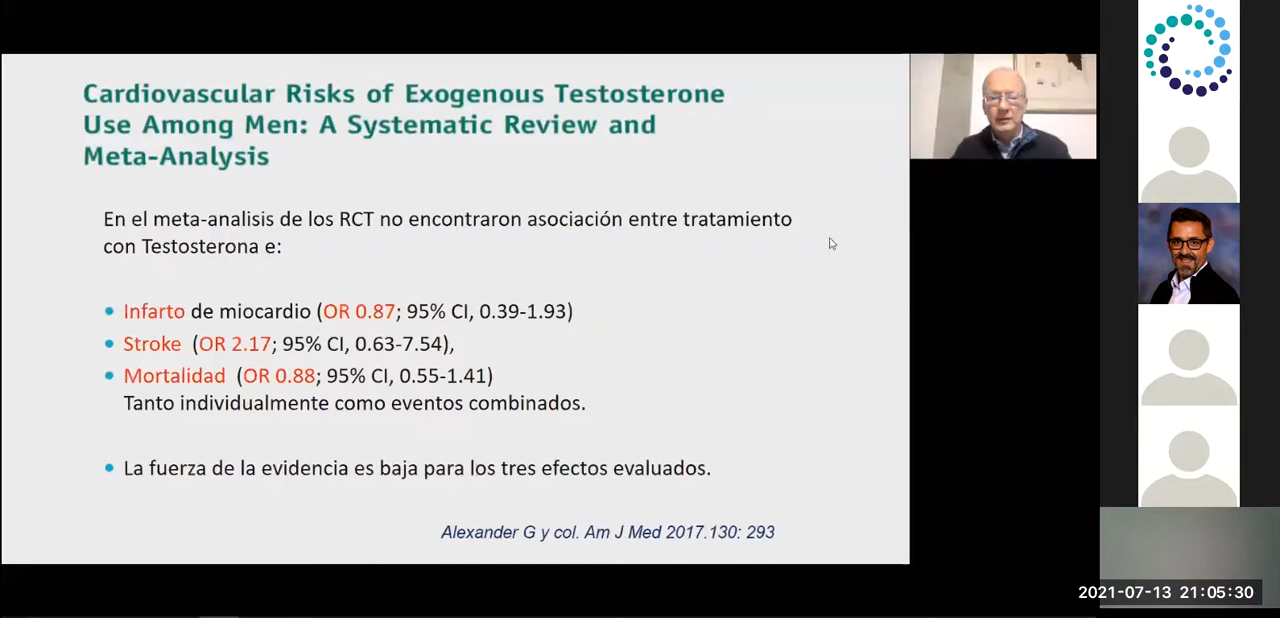 Cardiovascular Risks of Exogenous Testosterone
Use Among Men: A Systematic Review and
Meta-Analysis
En el meta-analisis de los RCT no encontraron asociación entre tratamiento
con Testosterona e:
• Infarto de miocardio (OR 0.87; 95% CI, 0.39-1.93)
• Stroke (OR 2.17; 95% CI, 0.63-7.54),
• Mortalidad (OR 0.88; 95% CI, 0.55-1.41)
Tanto individualmente como eventos combinados.
• La fuerza de la evidencia es baja para los tres efectos evaluados.
Alexander G y col. Am J Med 2017.130: 293
2021-07-13 21:05:30